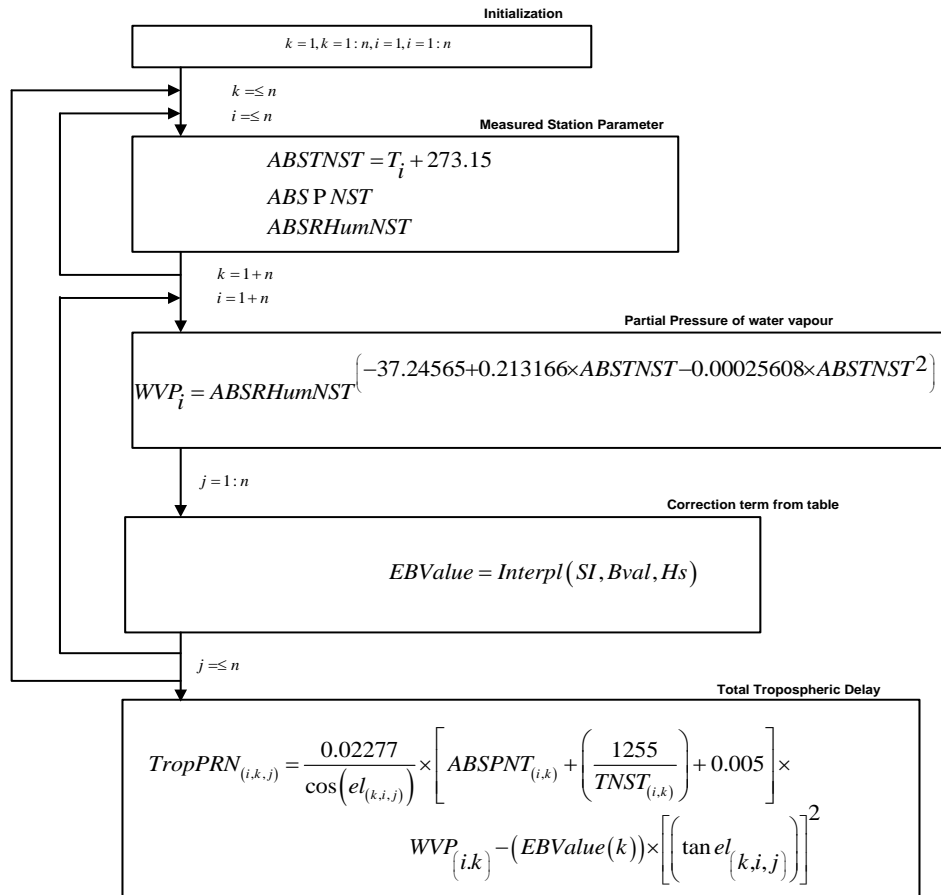 Initialization
k = 1, k = 1 : n, i = 1, i = 1 : n
k =≤ n
i =≤ n
Measured Station Parameter
ABSTNST = T_i + 273.15
ABS P NST
ABSRHumNST
k = 1 + n
i = 1 + n
Partial Pressure of water vapour
WVP_i = ABSRHumNST^(−37.24565+0.213166×ABSTNST−0.00025608×ABSTNST^2)
j = 1 : n
Correction term from table
EBValue = Interpl(SI, Bval, Hs)
j =≤ n
Total Tropospheric Delay
TropPRN_(i,k,j) = 0.02277/cos(el_(k,i,j)) × [ABSPNT_(i,k) + (1255/TNST_(i,k)) + 0.005] ×
WVP_(i.k) − (EBValue(k)) × [(tan el_(k,i,j))]^2